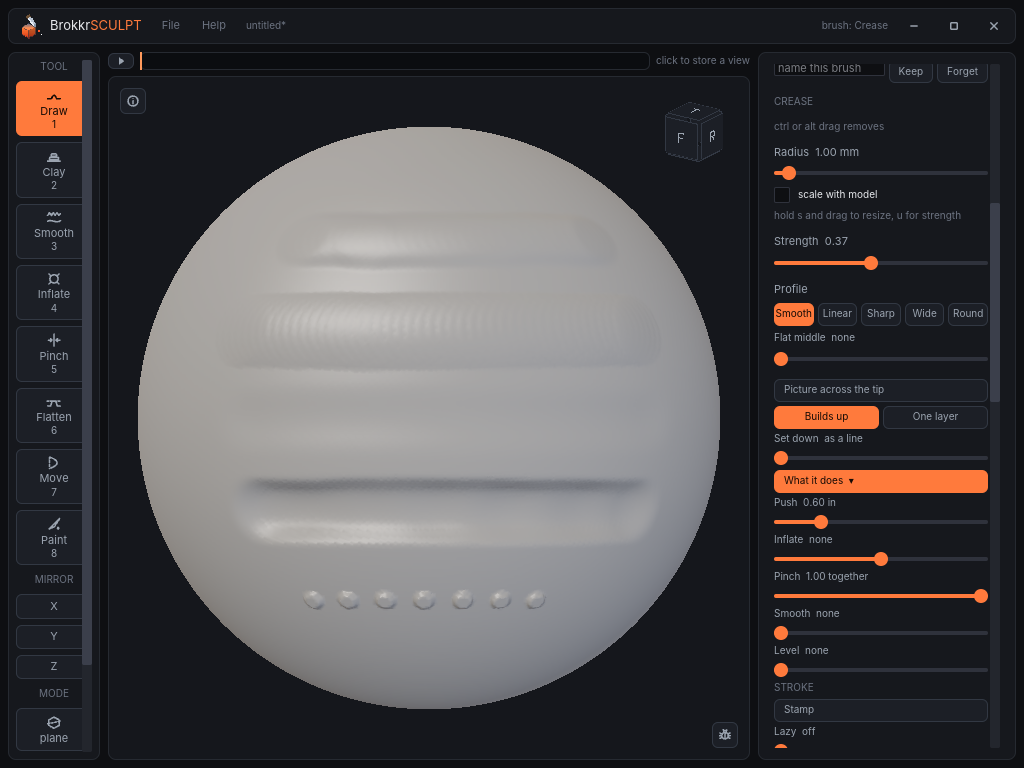 BrokkrSCULPT
File
Help
untitled*
brush: Crease
TOOL
Draw
1
Clay
2
Smooth
3
Inflate
4
Pinch
5
Flatten
6
Move
7
Paint
8
MIRROR
X
Y
Z
MODE
plane
click to store a view
F
R
name this brush
Keep
Forget
CREASE
ctrl or alt drag removes
Radius 1.00 mm
scale with model
hold s and drag to resize, u for strength
Strength 0.37
Profile
Smooth
Linear
Sharp
Wide
Round
Flat middle none
Picture across the tip
Builds up
One layer
Set down as a line
What it does ▾
Push 0.60 in
Inflate none
Pinch 1.00 together
Smooth none
Level none
STROKE
Stamp
Lazy off